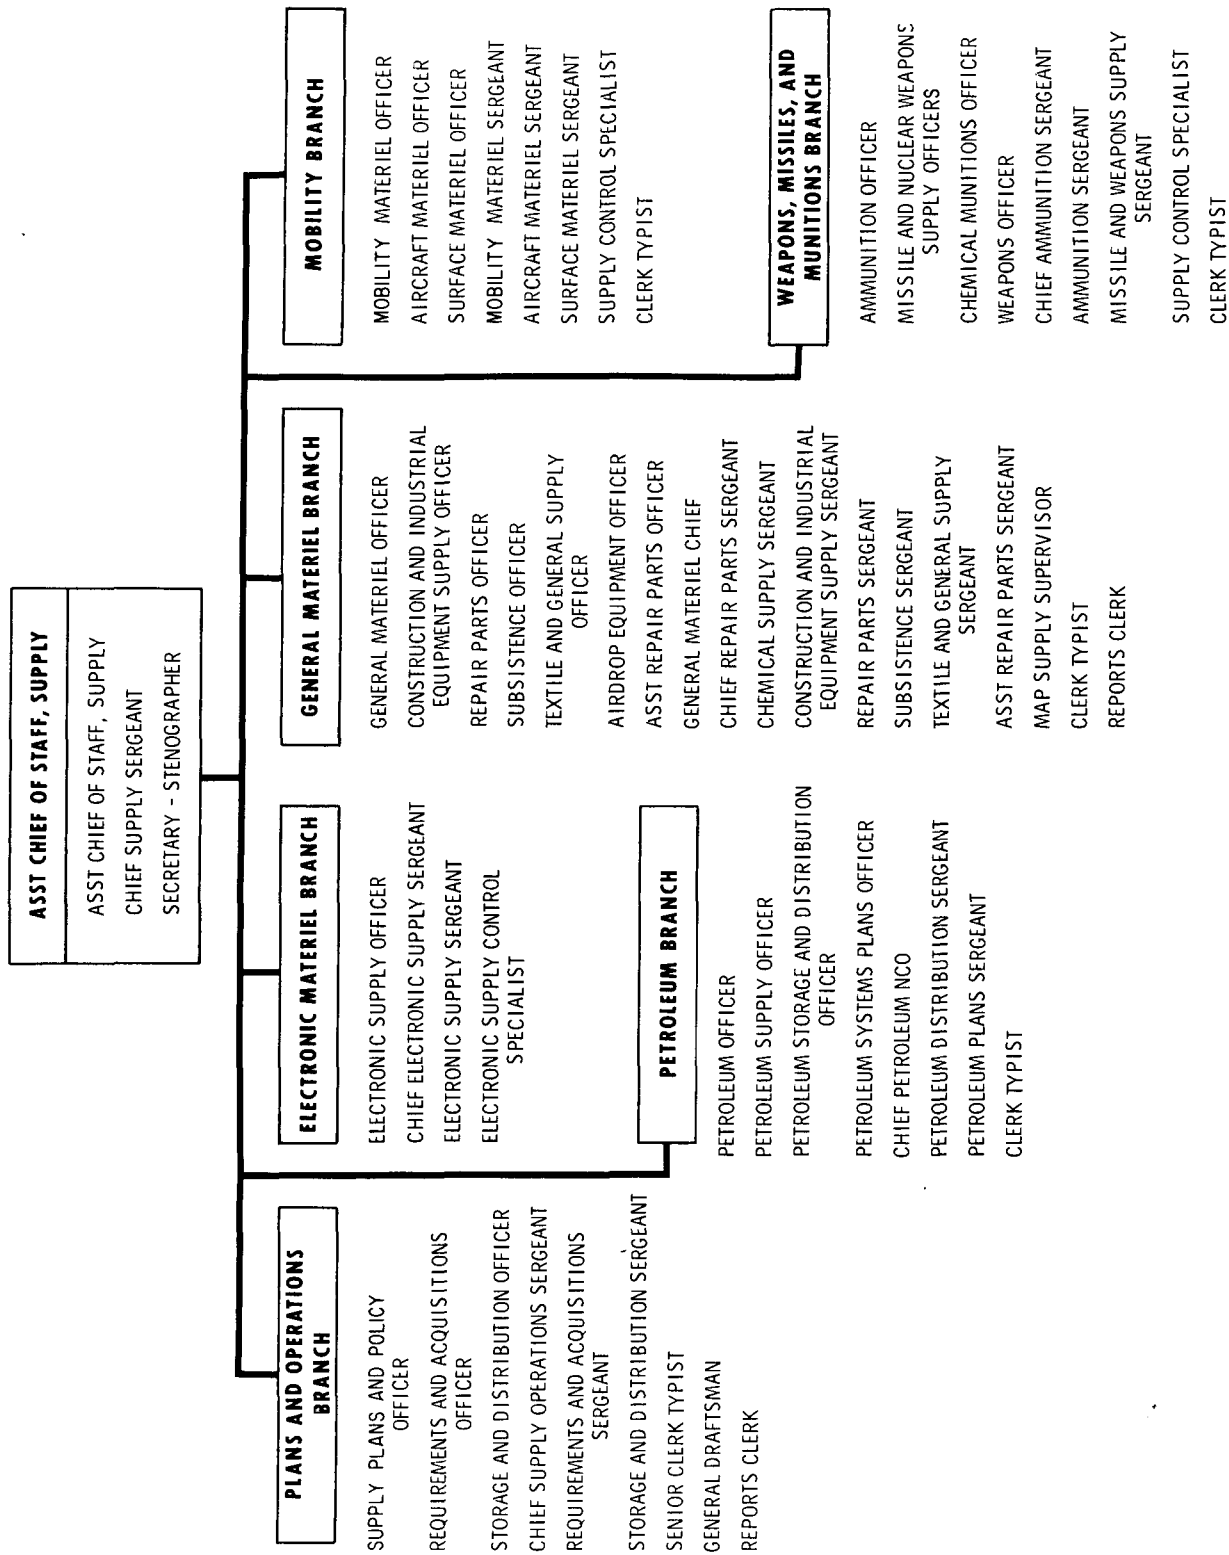 ASST CHIEF OF STAFF, SUPPLY
ASST CHIEF OF STAFF, SUPPLY
CHIEF SUPPLY SERGEANT
SECRETARY - STENOGRAPHER
PLANS AND OPERATIONS
BRANCH
SUPPLY PLANS AND POLICY
OFFICER
REQUIREMENTS AND ACQUISITIONS
OFFICER
STORAGE AND DISTRIBUTION OFFICER
CHIEF SUPPLY OPERATIONS SERGEANT
REQUIREMENTS AND ACQUISITIONS
SERGEANT
STORAGE AND DISTRIBUTION SERGEANT
SENIOR CLERK TYPIST
GENERAL DRAFTSMAN
REPORTS CLERK
ELECTRONIC MATERIEL BRANCH
ELECTRONIC SUPPLY OFFICER
CHIEF ELECTRONIC SUPPLY SERGEANT
ELECTRONIC SUPPLY SERGEANT
ELECTRONIC SUPPLY CONTROL
SPECIALIST
PETROLEUM BRANCH
PETROLEUM OFFICER
PETROLEUM SUPPLY OFFICER
PETROLEUM STORAGE AND DISTRIBUTION
OFFICER
PETROLEUM SYSTEMS PLANS OFFICER
CHIEF PETROLEUM NCO
PETROLEUM DISTRIBUTION SERGEANT
PETROLEUM PLANS SERGEANT
CLERK TYPIST
GENERAL MATERIEL BRANCH
GENERAL MATERIEL OFFICER
CONSTRUCTION AND INDUSTRIAL
EQUIPMENT SUPPLY OFFICER
REPAIR PARTS OFFICER
SUBSISTENCE OFFICER
TEXTILE AND GENERAL SUPPLY
OFFICER
AIRDROP EQUIPMENT OFFICER
ASST REPAIR PARTS OFFICER
GENERAL MATERIEL CHIEF
CHIEF REPAIR PARTS SERGEANT
CHEMICAL SUPPLY SERGEANT
CONSTRUCTION AND INDUSTRIAL
EQUIPMENT SUPPLY SERGEANT
REPAIR PARTS SERGEANT
SUBSISTENCE SERGEANT
TEXTILE AND GENERAL SUPPLY
SERGEANT
ASST REPAIR PARTS SERGEANT
MAP SUPPLY SUPERVISOR
CLERK TYPIST
REPORTS CLERK
MOBILITY BRANCH
MOBILITY MATERIEL OFFICER
AIRCRAFT MATERIEL OFFICER
SURFACE MATERIEL OFFICER
MOBILITY MATERIEL SERGEANT
AIRCRAFT MATERIEL SERGEANT
SURFACE MATERIEL SERGEANT
SUPPLY CONTROL SPECIALIST
CLERK TYPIST
WEAPONS, MISSILES, AND
MUNITIONS BRANCH
AMMUNITION OFFICER
MISSILE AND NUCLEAR WEAPONS
SUPPLY OFFICERS
CHEMICAL MUNITIONS OFFICER
WEAPONS OFFICER
CHIEF AMMUNITION SERGEANT
AMMUNITION SERGEANT
MISSILE AND WEAPONS SUPPLY
SERGEANT
SUPPLY CONTROL SPECIALIST
CLERK TYPIST